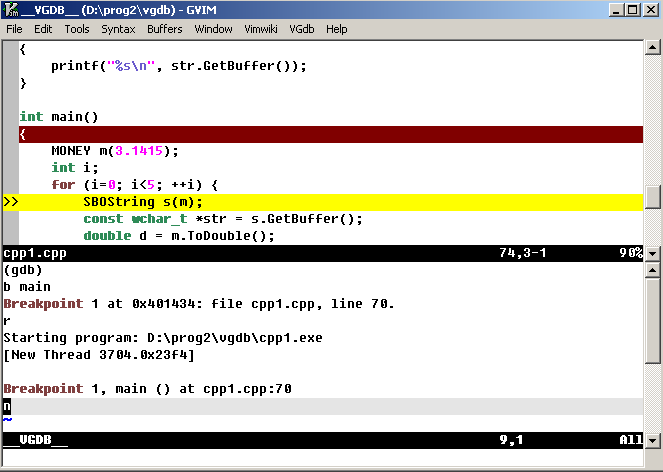 __VGDB__ (D:\prog2\vgdb) - GVIM
File Edit Tools Syntax Buffers Window Vimwiki VGdb Help
{
    printf("%s\n", str.GetBuffer());
}

int main()
{
    MONEY m(3.1415);
    int i;
    for (i=0; i<5; ++i) {
>>      SBOString s(m);
        const wchar_t *str = s.GetBuffer();
        double d = m.ToDouble();
cpp1.cpp 74,3-1 90%
(gdb)
b main
Breakpoint 1 at 0x401434: file cpp1.cpp, line 70.
r
Starting program: D:\prog2\vgdb\cpp1.exe
[New Thread 3704.0x23f4]

Breakpoint 1, main () at cpp1.cpp:70
n
~
__VGDB__ 9,1 All